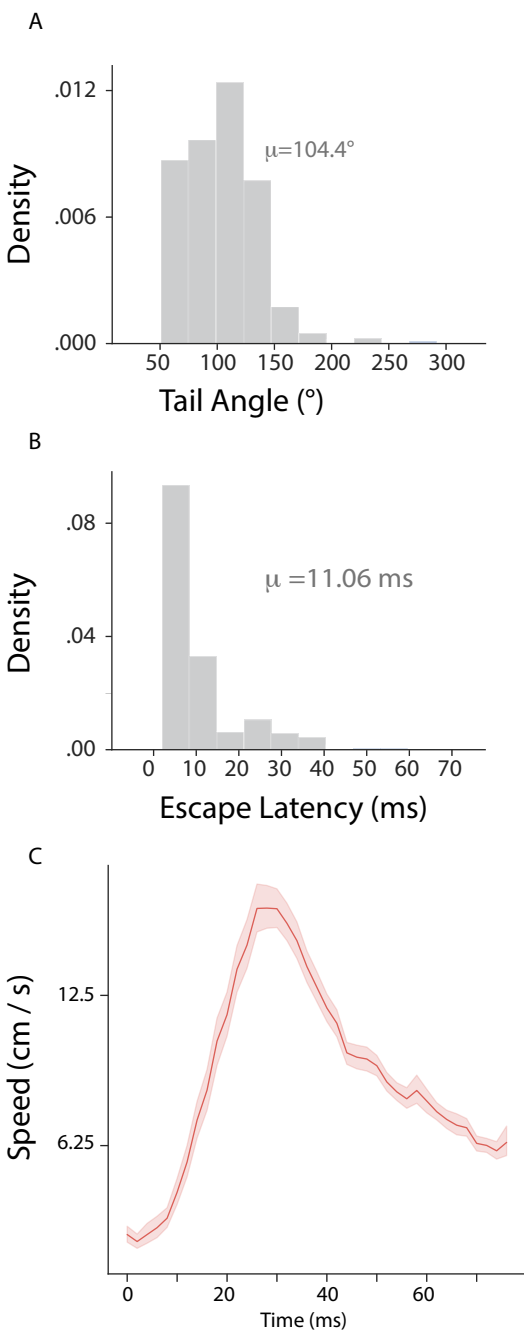 A
.012
.006
.000
Density
μ=104.4°
50 100 150 200 250 300
Tail Angle (°)
B
.08
.04
.00
Density
μ =11.06 ms
0 10 20 30 40 50 60 70
Escape Latency (ms)
C
12.5
6.25
Speed (cm / s)
0 20 40 60
Time (ms)